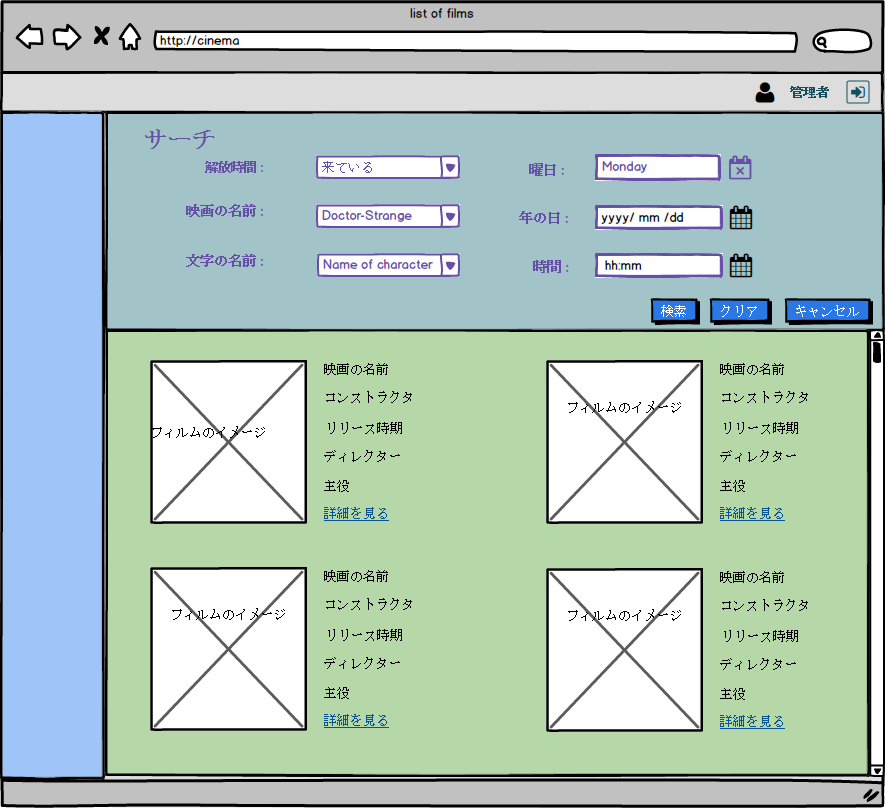 list of films
http://cinema
管理者
サーチ
解放時間 :
来ている
曜日 :
Monday
映画の名前 :
Doctor-Strange
年の日 :
yyyy/ mm /dd
文字の名前 :
Name of character
時間 :
hh:mm
検索
クリア
キャンセル
フィルムのイメージ
映画の名前
コンストラクタ
リリース時期
ディレクター
主役
詳細を見る
フィルムのイメージ
映画の名前
コンストラクタ
リリース時期
ディレクター
主役
詳細を見る
フィルムのイメージ
映画の名前
コンストラクタ
リリース時期
ディレクター
主役
詳細を見る
フィルムのイメージ
映画の名前
コンストラクタ
リリース時期
ディレクター
主役
詳細を見る